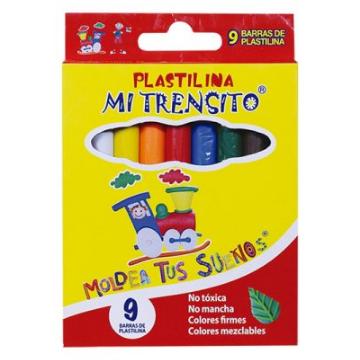 9 BARRAS DE
PLASTILINA
PLASTILINA
MI TRENSITO®
MOLDEA TUS SUEÑOS®
9
BARRAS DE
PLASTILINA
No tóxica
No mancha
Colores firmes
Colores mezclables